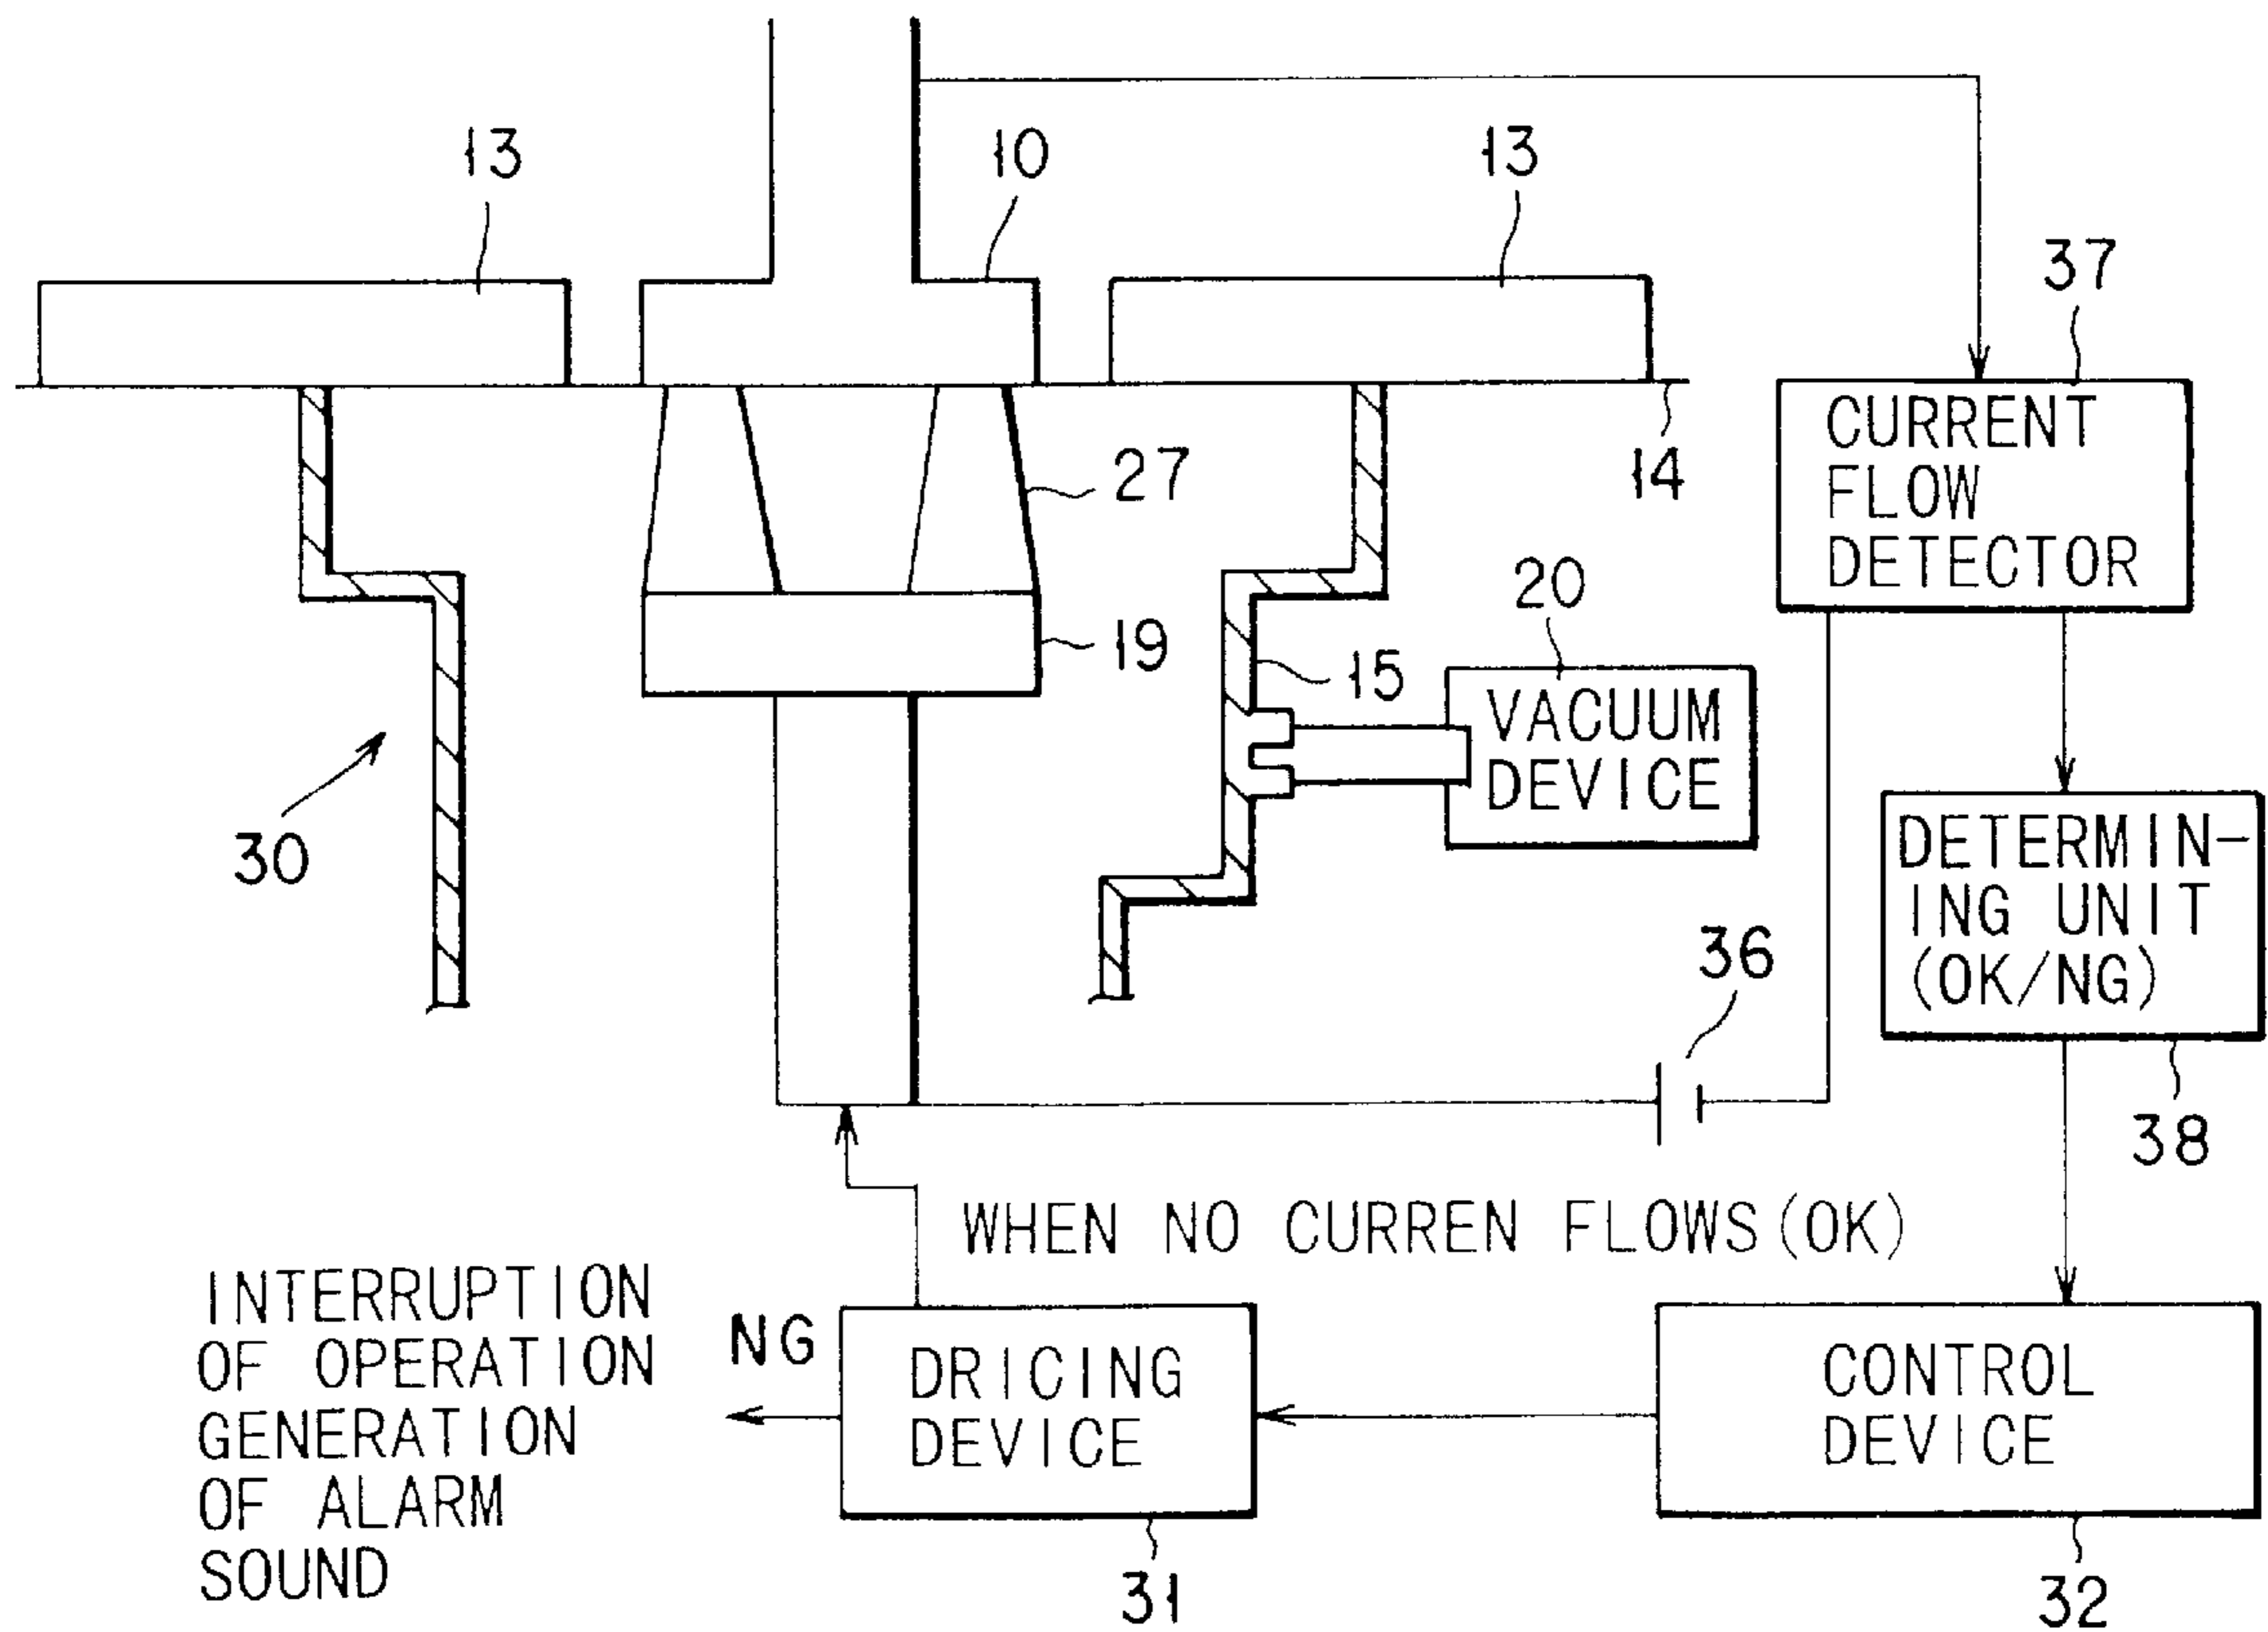 13
10
13
37
CURRENT
FLOW
DETECTOR
27
14
20
19
15
VACUUM
DEVICE
30
DETERMIN-
ING UNIT
(OK/NG)
36
38
WHEN NO CURREN FLOWS (OK)
INTERRUPTION
OF OPERATION
GENERATION
OF ALARM
SOUND
NG
DRICING
DEVICE
CONTROL
DEVICE
31
32